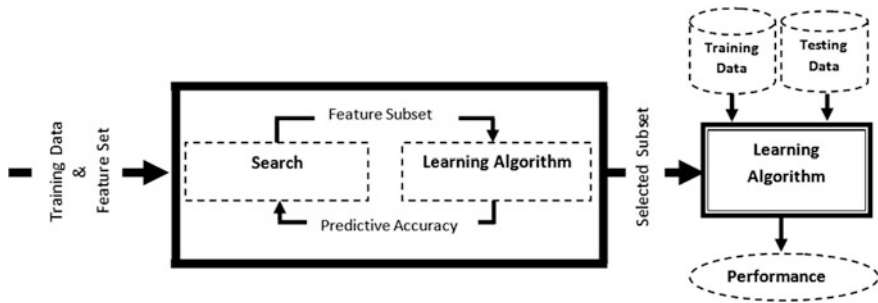 Training Data
&
Feature Set
Feature Subset
Search
Learning Algorithm
Predictive Accuracy
Selected Subset
Training
Data
Testing
Data
Learning
Algorithm
Performance